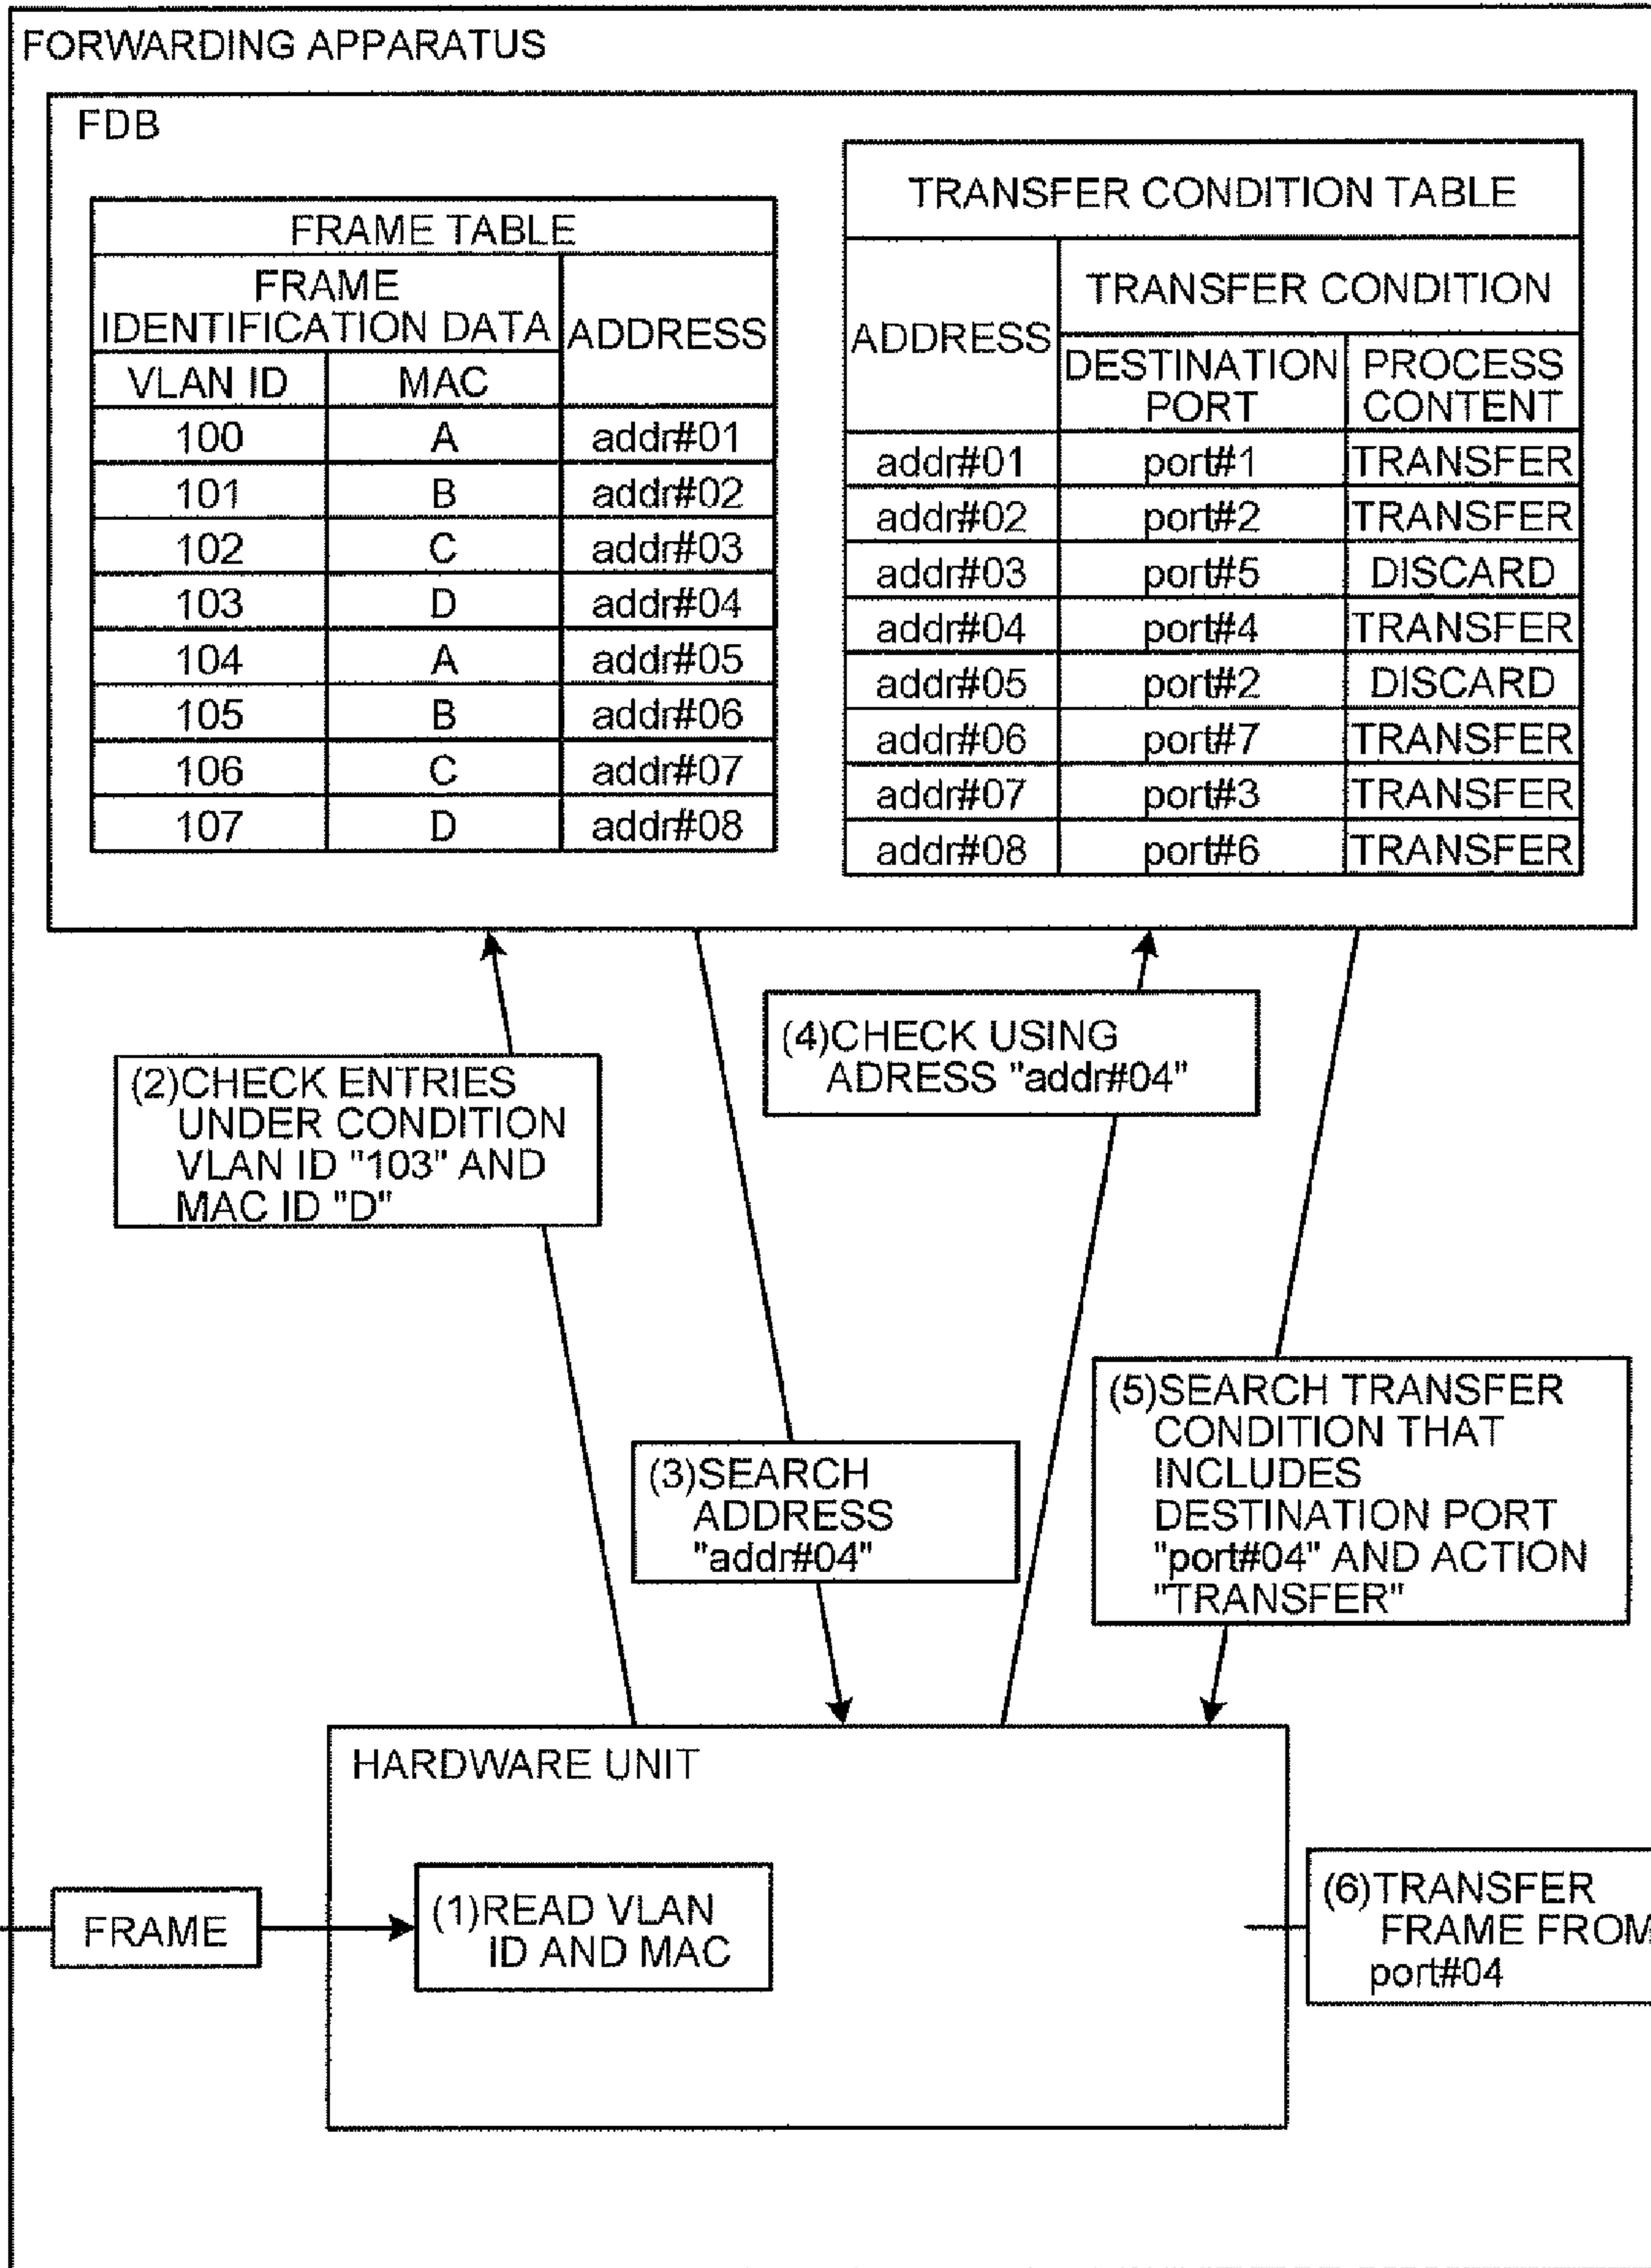 FORWARDING APPARATUS
FDB
FRAME TABLE
FRAME
IDENTIFICATION DATA
ADDRESS
VLAN ID MAC
100 A addr#01
101 B addr#02
102 C addr#03
103 D addr#04
104 A addr#05
105 B addr#06
106 C addr#07
107 D addr#08
TRANSFER CONDITION TABLE
ADDRESS
TRANSFER CONDITION
DESTINATION
PORT
PROCESS
CONTENT
addr#01 port#1 TRANSFER
addr#02 port#2 TRANSFER
addr#03 port#5 DISCARD
addr#04 port#4 TRANSFER
addr#05 port#2 DISCARD
addr#06 port#7 TRANSFER
addr#07 port#3 TRANSFER
addr#08 port#6 TRANSFER
(2)CHECK ENTRIES
UNDER CONDITION
VLAN ID "103" AND
MAC ID "D"
(4)CHECK USING
ADRESS "addr#04"
(3)SEARCH
ADDRESS
"addr#04"
(5)SEARCH TRANSFER
CONDITION THAT
INCLUDES
DESTINATION PORT
"port#04" AND ACTION
"TRANSFER"
HARDWARE UNIT
FRAME
(1)READ VLAN
ID AND MAC
(6)TRANSFER
FRAME FROM
port#04